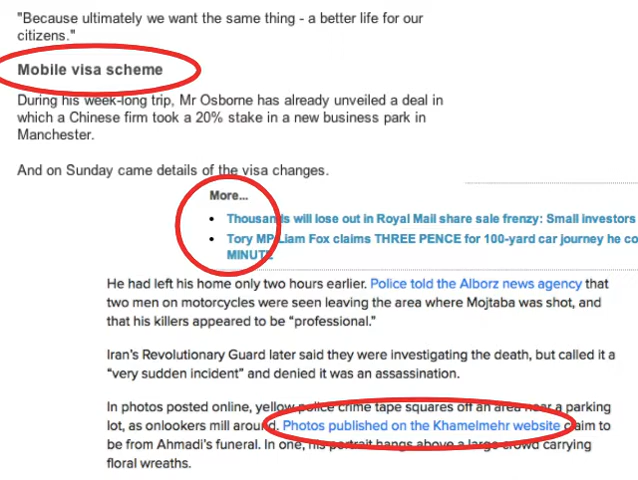 "Because ultimately we want the same thing - a better life for our
citizens."
Mobile visa scheme
During his week-long trip, Mr Osborne has already unveiled a deal in
which a Chinese firm took a 20% stake in a new business park in
Manchester.
And on Sunday came details of the visa changes.
More...
• Thousands will lose out in Royal Mail share sale frenzy: Small investors
• Tory MP Liam Fox claims THREE PENCE for 100-yard car journey he co
MINUTE
He had left his home only two hours earlier. Police told the Alborz news agency that
two men on motorcycles were seen leaving the area where Mojtaba was shot, and
that his killers appeared to be “professional.”
Iran’s Revolutionary Guard later said they were investigating the death, but called it a
“very sudden incident” and denied it was an assassination.
In photos posted online, yellow police crime tape squares off an area near a parking
lot, as onlookers mill around. Photos published on the Khamelmehr website claim to
be from Ahmadi’s funeral. In one, his portrait hangs above a large crowd carrying
floral wreaths.